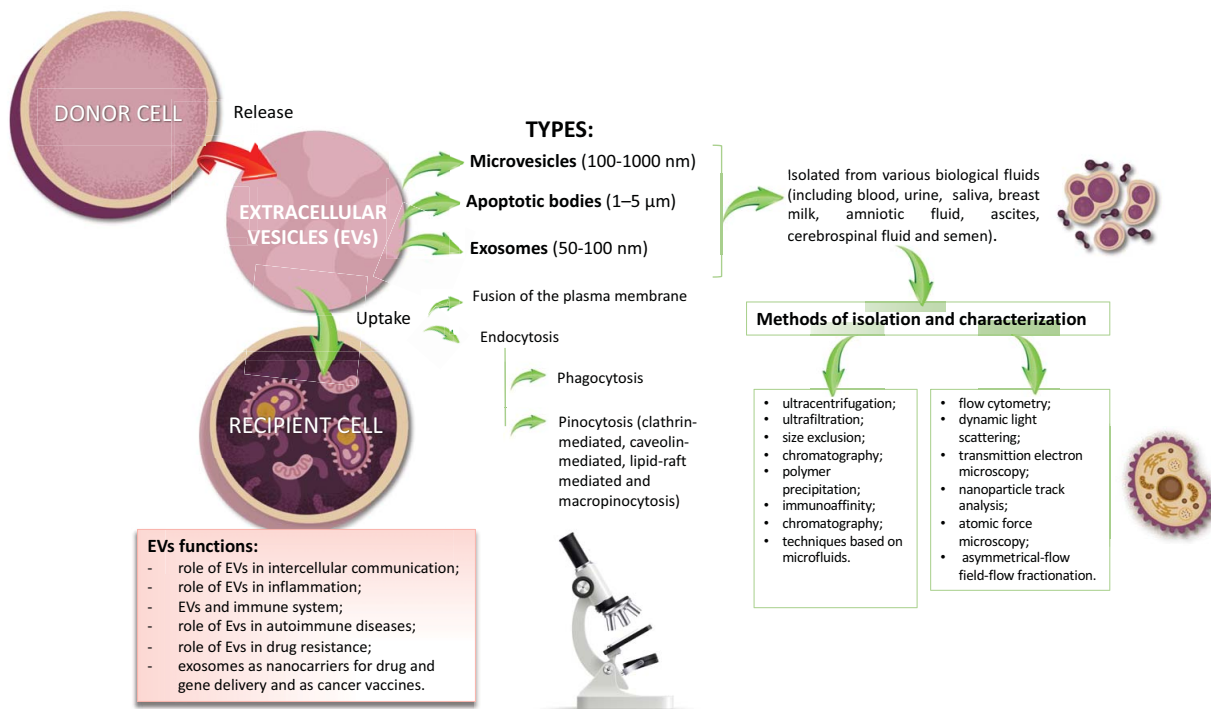 DONOR CELL
Release
EXTRACELLULAR
VESICLES (EVs)
TYPES:
Microvesicles (100-1000 nm)
Apoptotic bodies (1–5 μm)
Exosomes (50-100 nm)
Isolated from various biological fluids
(including blood, urine, saliva, breast
milk, amniotic fluid, ascites,
cerebrospinal fluid and semen).
Uptake
Fusion of the plasma membrane
Endocytosis
Phagocytosis
Pinocytosis (clathrin-
mediated, caveolin-
mediated, lipid-raft
mediated and
macropinocytosis)
RECIPIENT CELL
Methods of isolation and characterization
• ultracentrifugation;
• ultrafiltration;
• size exclusion;
• chromatography;
• polymer
precipitation;
• immunoaffinity;
• chromatography;
• techniques based on
microfluids.
• flow cytometry;
• dynamic light
scattering;
• transmittion electron
microscopy;
• nanoparticle track
analysis;
• atomic force
microscopy;
• asymmetrical-flow
field-flow fractionation.
EVs functions:
- role of EVs in intercellular communication;
- role of EVs in inflammation;
- EVs and immune system;
- role of Evs in autoimmune diseases;
- role of Evs in drug resistance;
- exosomes as nanocarriers for drug and
gene delivery and as cancer vaccines.